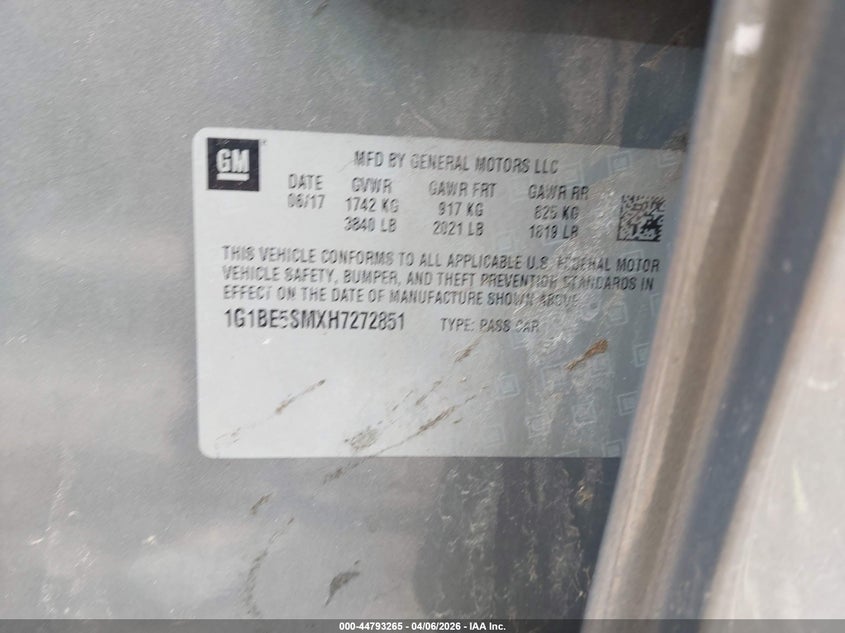 GM
MFD BY GENERAL MOTORS LLC
DATE GVWR GAWR FRT GAWR RR
06/17 1742 KG 917 KG 825 KG
3840 LB 2021 LB 1819 LB
THIS VEHICLE CONFORMS TO ALL APPLICABLE U.S. FEDERAL MOTOR
VEHICLE SAFETY, BUMPER, AND THEFT PREVENTION STANDARDS IN
EFFECT ON THE DATE OF MANUFACTURE SHOWN ABOVE
1G1BE5SMXH7272851 TYPE: PASS CAR
000-44793265 - 04/06/2026 - IAA Inc.